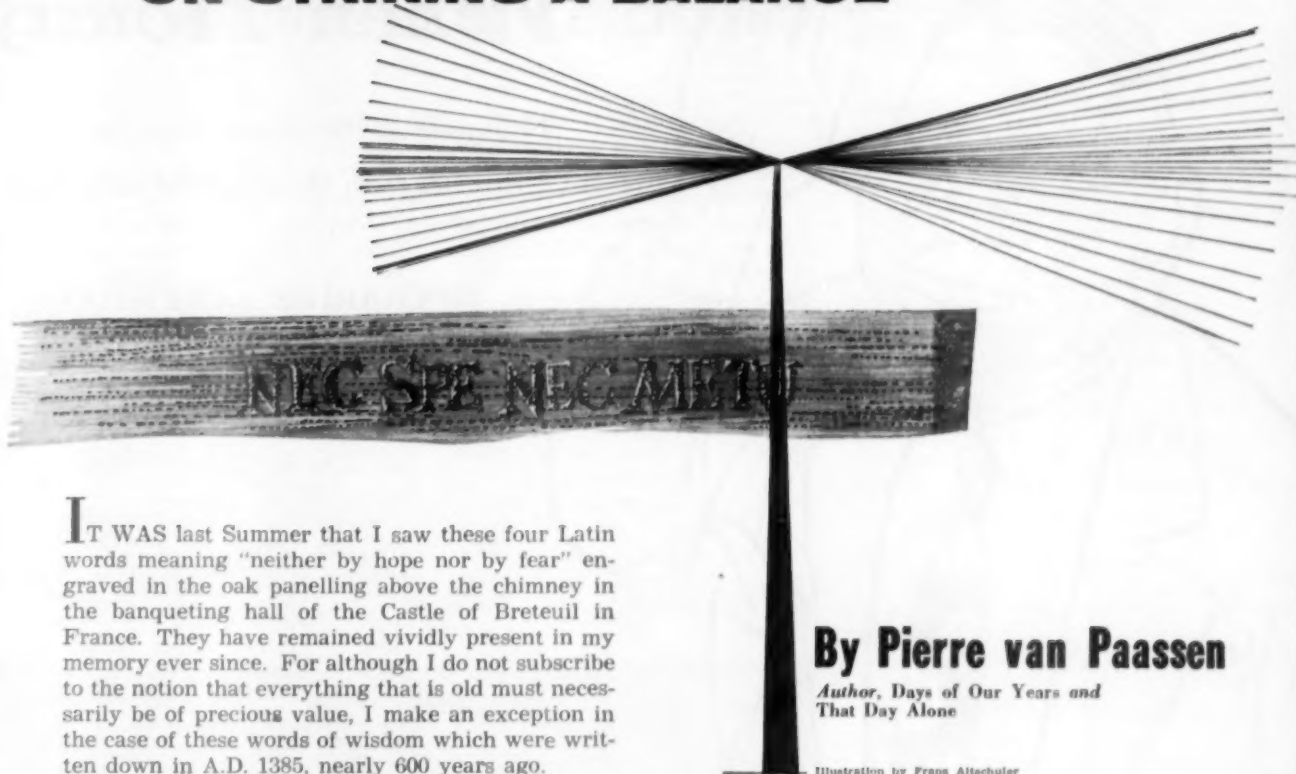 ON STRIKING A BALANCE
NEC SPE NEC METU
IT WAS last Summer that I saw these four Latin
words meaning "neither by hope nor by fear" en-
graved in the oak panelling above the chimney in
the banqueting hall of the Castle of Breteuil in
France. They have remained vividly present in my
memory ever since. For although I do not subscribe
to the notion that everything that is old must neces-
sarily be of precious value, I make an exception in
the case of these words of wisdom which were writ-
ten down in A.D. 1385, nearly 600 years ago.
By Pierre van Paassen
Author, Days of Our Years and
That Day Alone
Illustration by Franz Altschuler